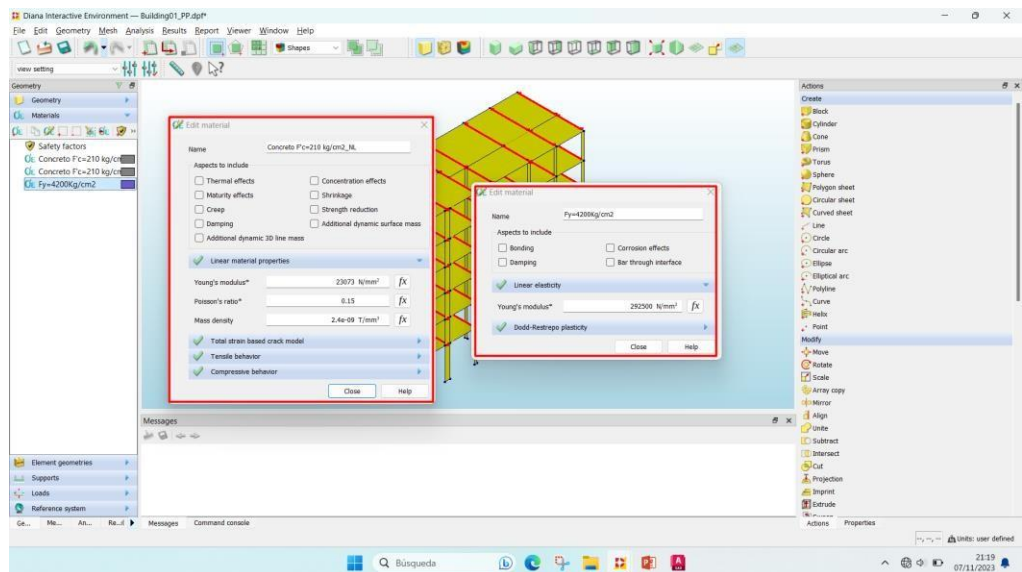 Diana Interactive Environment — Building01_PP.dpf*
File Edit Geometry Mesh Analysis Results Report Viewer Window Help
Shapes
view setting
Geometry
Geometry
Materials
Safety factors
Concreto F'c=210 kg/cm
Concreto F'c=210 kg/cm
Fy=4200Kg/cm2
Element geometries
Supports
Loads
Reference system
Ge... Me... An... Re...l
Edit material
Name Concreto F'c=210 kg/cm2_NL
Aspects to include
Thermal effects Concentration effects
Maturity effects Shrinkage
Creep Strength reduction
Damping Additional dynamic surface mass
Additional dynamic 3D line mass
Linear material properties
Young's modulus* 23073 N/mm² fx
Poisson's ratio* 0.15 fx
Mass density 2.4e-09 T/mm³ fx
Total strain based crack model
Tensile behavior
Compressive behavior
Close Help
Edit material
Name Fy=4200Kg/cm2
Aspects to include
Bonding Corrosion effects
Damping Bar through interface
Linear elasticity
Young's modulus* 292500 N/mm² fx
Dodd-Restrepo plasticity
Close Help
Messages
Messages Command console
Actions
Create
Block
Cylinder
Cone
Prism
Torus
Sphere
Polygon sheet
Circular sheet
Curved sheet
Line
Circle
Circular arc
Ellipse
Elliptical arc
Polyline
Curve
Helix
Point
Modify
Move
Rotate
Scale
Array copy
Mirror
Align
Unite
Subtract
Intersect
Cut
Projection
Imprint
Extrude
Actions Properties
--, --, -- Units: user defined
Búsqueda
21:19
07/11/2023